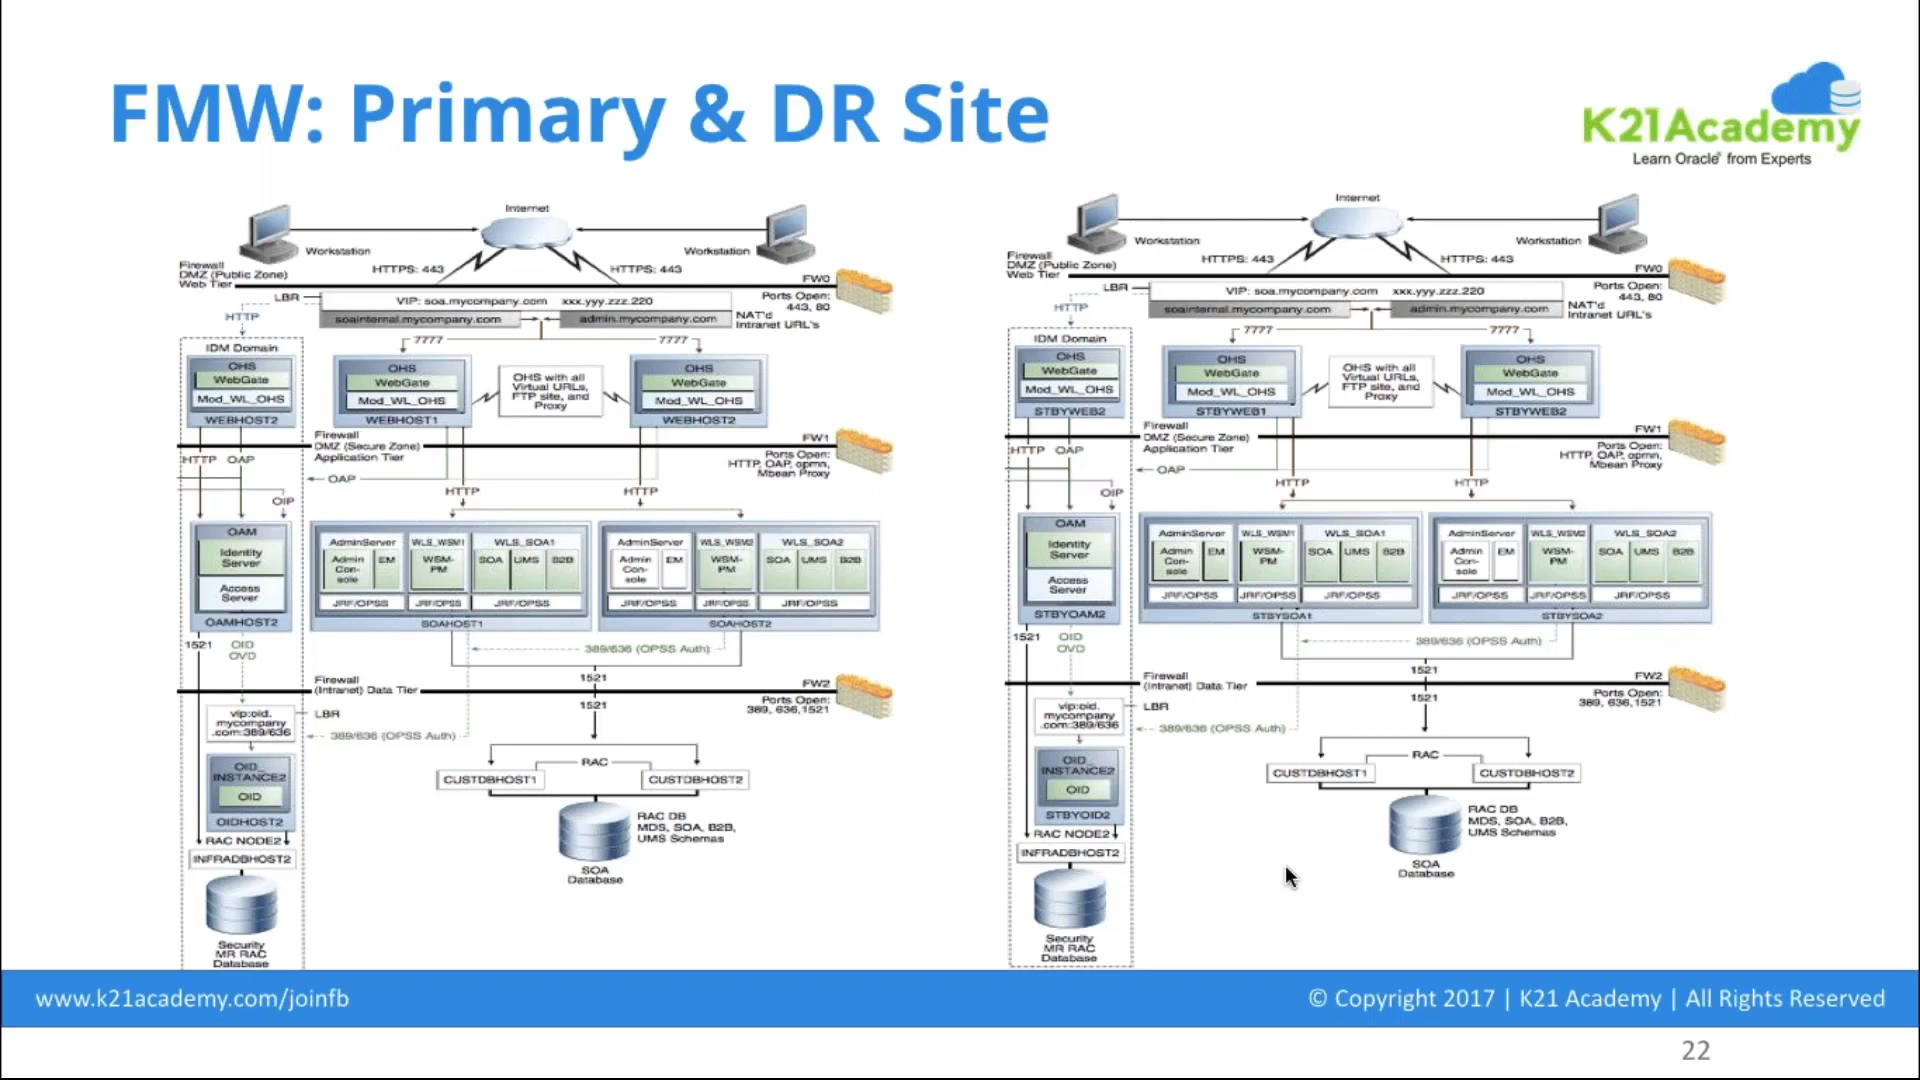 FMW: Primary & DR Site
K21Academy
Learn Oracle® from Experts
Internet
Workstation
Workstation
HTTPS: 443
HTTPS: 443
Firewall
DMZ (Public Zone)
Web Tier
FW0
Ports Open:
443, 80
LBR
VIP: soa.mycompany.com xxx.yyy.zzz.220
soainternal.mycompany.com
admin.mycompany.com
NAT'd
Intranet URL's
HTTP
7777
7777
IDM Domain
OHS
WebGate
Mod_WL_OHS
WEBHOST2
OHS
WebGate
Mod_WL_OHS
WEBHOST1
OHS with all
Virtual URLs,
FTP site, and
Proxy
OHS
WebGate
Mod_WL_OHS
WEBHOST2
Firewall
DMZ (Secure Zone)
Application Tier
FW1
Ports Open:
HTTP, OAP, opmn,
Mbean Proxy
HTTP OAP
OAP
OIP
HTTP
HTTP
OAM
Identity
Server
Access
Server
OAMHOST2
AdminServer
Admin
Con-
sole
EM
WLS_WSM1
WSM-
PM
WLS_SOA1
SOA UMS B2B
JRF/OPSS JRF/OPSS JRF/OPSS
SOAHOST1
AdminServer
Admin
Con-
sole
EM
WLS_WSM2
WSM-
PM
WLS_SOA2
SOA UMS B2B
JRF/OPSS JRF/OPSS JRF/OPSS
SOAHOST2
1521
OID
OVD
389/636 (OPSS Auth)
1521
Firewall
(Intranet) Data Tier
FW2
Ports Open:
389, 636,1521
1521
vip:oid.
mycompany
.com:389/636
LBR
389/636 (OPSS Auth)
OID_
INSTANCE2
OID
OIDHOST2
RAC
CUSTDBHOST1
CUSTDBHOST2
RAC NODE2
INFRADBHOST2
RAC DB
MDS, SOA, B2B,
UMS Schemas
SOA
Database
Security
MR RAC
Database
Internet
Workstation
Workstation
HTTPS: 443
HTTPS: 443
Firewall
DMZ (Public Zone)
Web Tier
FW0
Ports Open:
443, 80
LBR
VIP: soa.mycompany.com xxx.yyy.zzz.220
soainternal.mycompany.com
admin.mycompany.com
NAT'd
Intranet URL's
HTTP
7777
7777
IDM Domain
OHS
WebGate
Mod_WL_OHS
STBYWEB2
OHS
WebGate
Mod_WL_OHS
STBYWEB1
OHS with all
Virtual URLs,
FTP site, and
Proxy
OHS
WebGate
Mod_WL_OHS
STBYWEB2
Firewall
DMZ (Secure Zone)
Application Tier
FW1
Ports Open:
HTTP, OAP, opmn,
Mbean Proxy
HTTP OAP
OAP
OIP
HTTP
HTTP
OAM
Identity
Server
Access
Server
STBYOAM2
AdminServer
Admin
Con-
sole
EM
WLS_WSM1
WSM-
PM
WLS_SOA1
SOA UMS B2B
JRF/OPSS JRF/OPSS JRF/OPSS
STBYSOA1
AdminServer
Admin
Con-
sole
EM
WLS_WSM2
WSM-
PM
WLS_SOA2
SOA UMS B2B
JRF/OPSS JRF/OPSS JRF/OPSS
STBYSOA2
1521
OID
OVD
389/636 (OPSS Auth)
1521
Firewall
(Intranet) Data Tier
FW2
Ports Open:
389, 636,1521
1521
vip:oid.
mycompany
.com:389/636
LBR
389/636 (OPSS Auth)
OID_
INSTANCE2
OID
STBYOID2
RAC
CUSTDBHOST1
CUSTDBHOST2
RAC NODE2
INFRADBHOST2
RAC DB
MDS, SOA, B2B,
UMS Schemas
SOA
Database
Security
MR RAC
Database
www.k21academy.com/joinfb
© Copyright 2017 | K21 Academy | All Rights Reserved
22